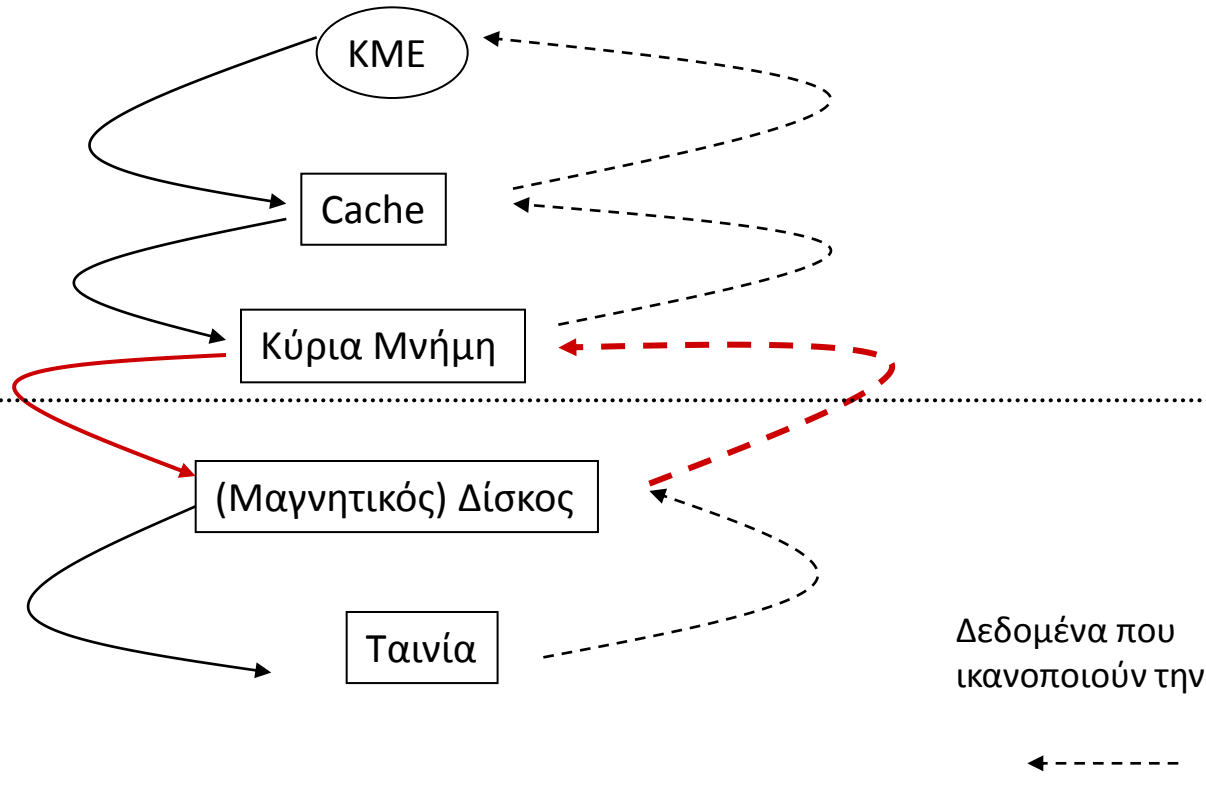 ΚΜΕ
Cache
Κύρια Μνήμη
(Μαγνητικός) Δίσκος
Ταινία
Δεδομένα που
ικανοποιούν την